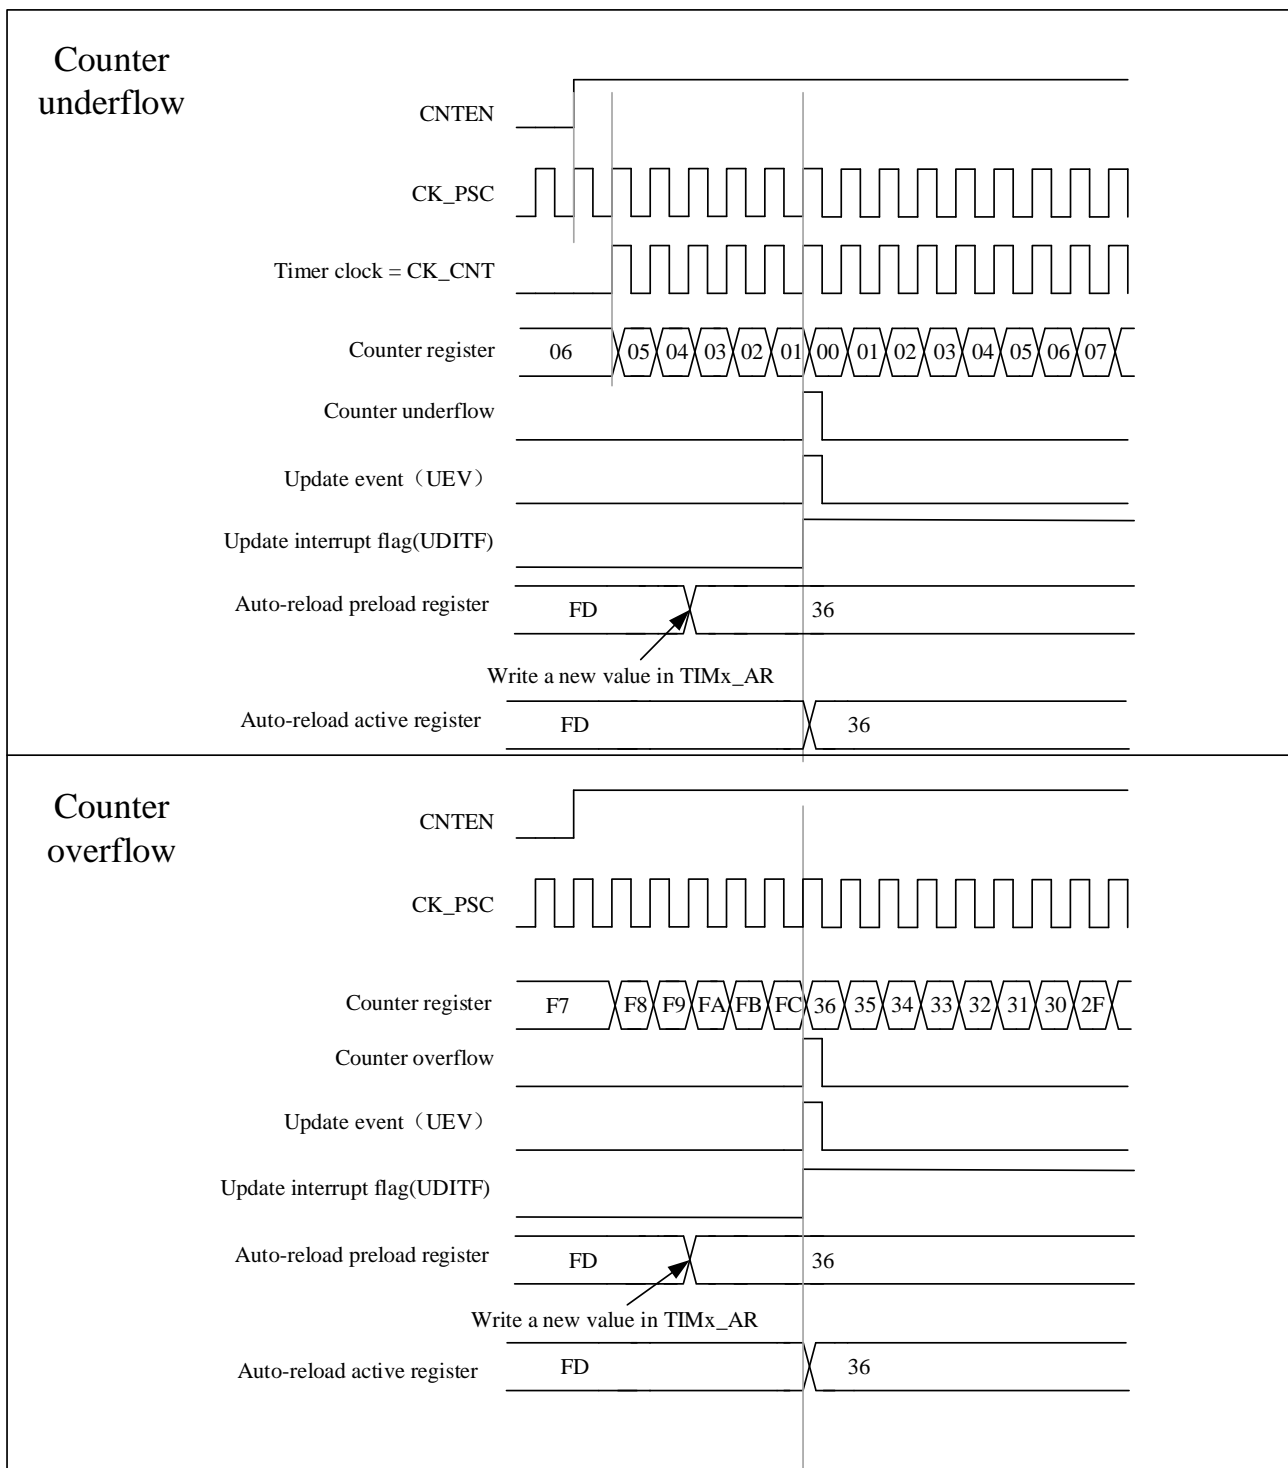 Counter
underflow
CNTEN
CK_PSC
Timer clock = CK_CNT
Counter register 06 05 04 03 02 01 00 01 02 03 04 05 06 07
Counter underflow
Update event（UEV）
Update interrupt flag(UDITF)
Auto-reload preload register FD 36
Write a new value in TIMx_AR
Auto-reload active register FD 36
Counter
overflow
CNTEN
CK_PSC
Counter register F7 F8 F9 FA FB FC 36 35 34 33 32 31 30 2F
Counter overflow
Update event（UEV）
Update interrupt flag(UDITF)
Auto-reload preload register FD 36
Write a new value in TIMx_AR
Auto-reload active register FD 36